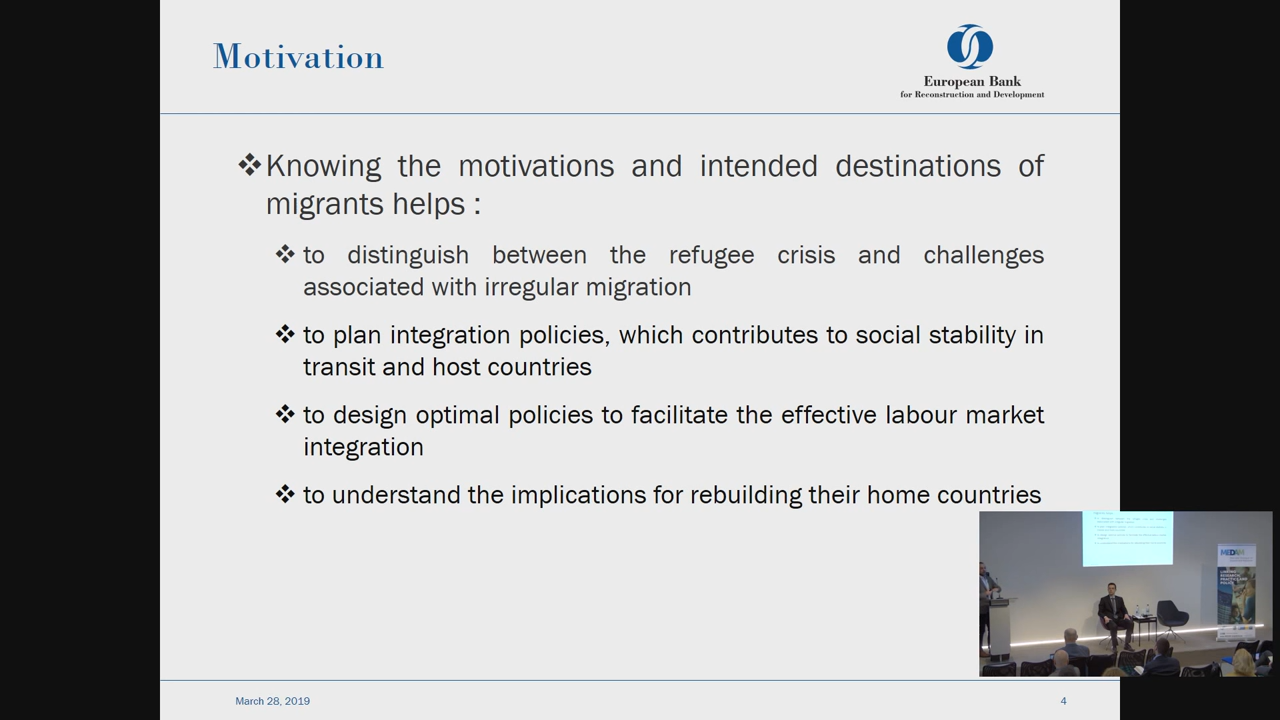 Motivation
European Bank
for Reconstruction and Development
❖Knowing the motivations and intended destinations of
migrants helps :
❖ to distinguish between the refugee crisis and challenges
associated with irregular migration
❖ to plan integration policies, which contributes to social stability in
transit and host countries
❖ to design optimal policies to facilitate the effective labour market
integration
❖ to understand the implications for rebuilding their home countries
MEDAM
March 28, 2019
4